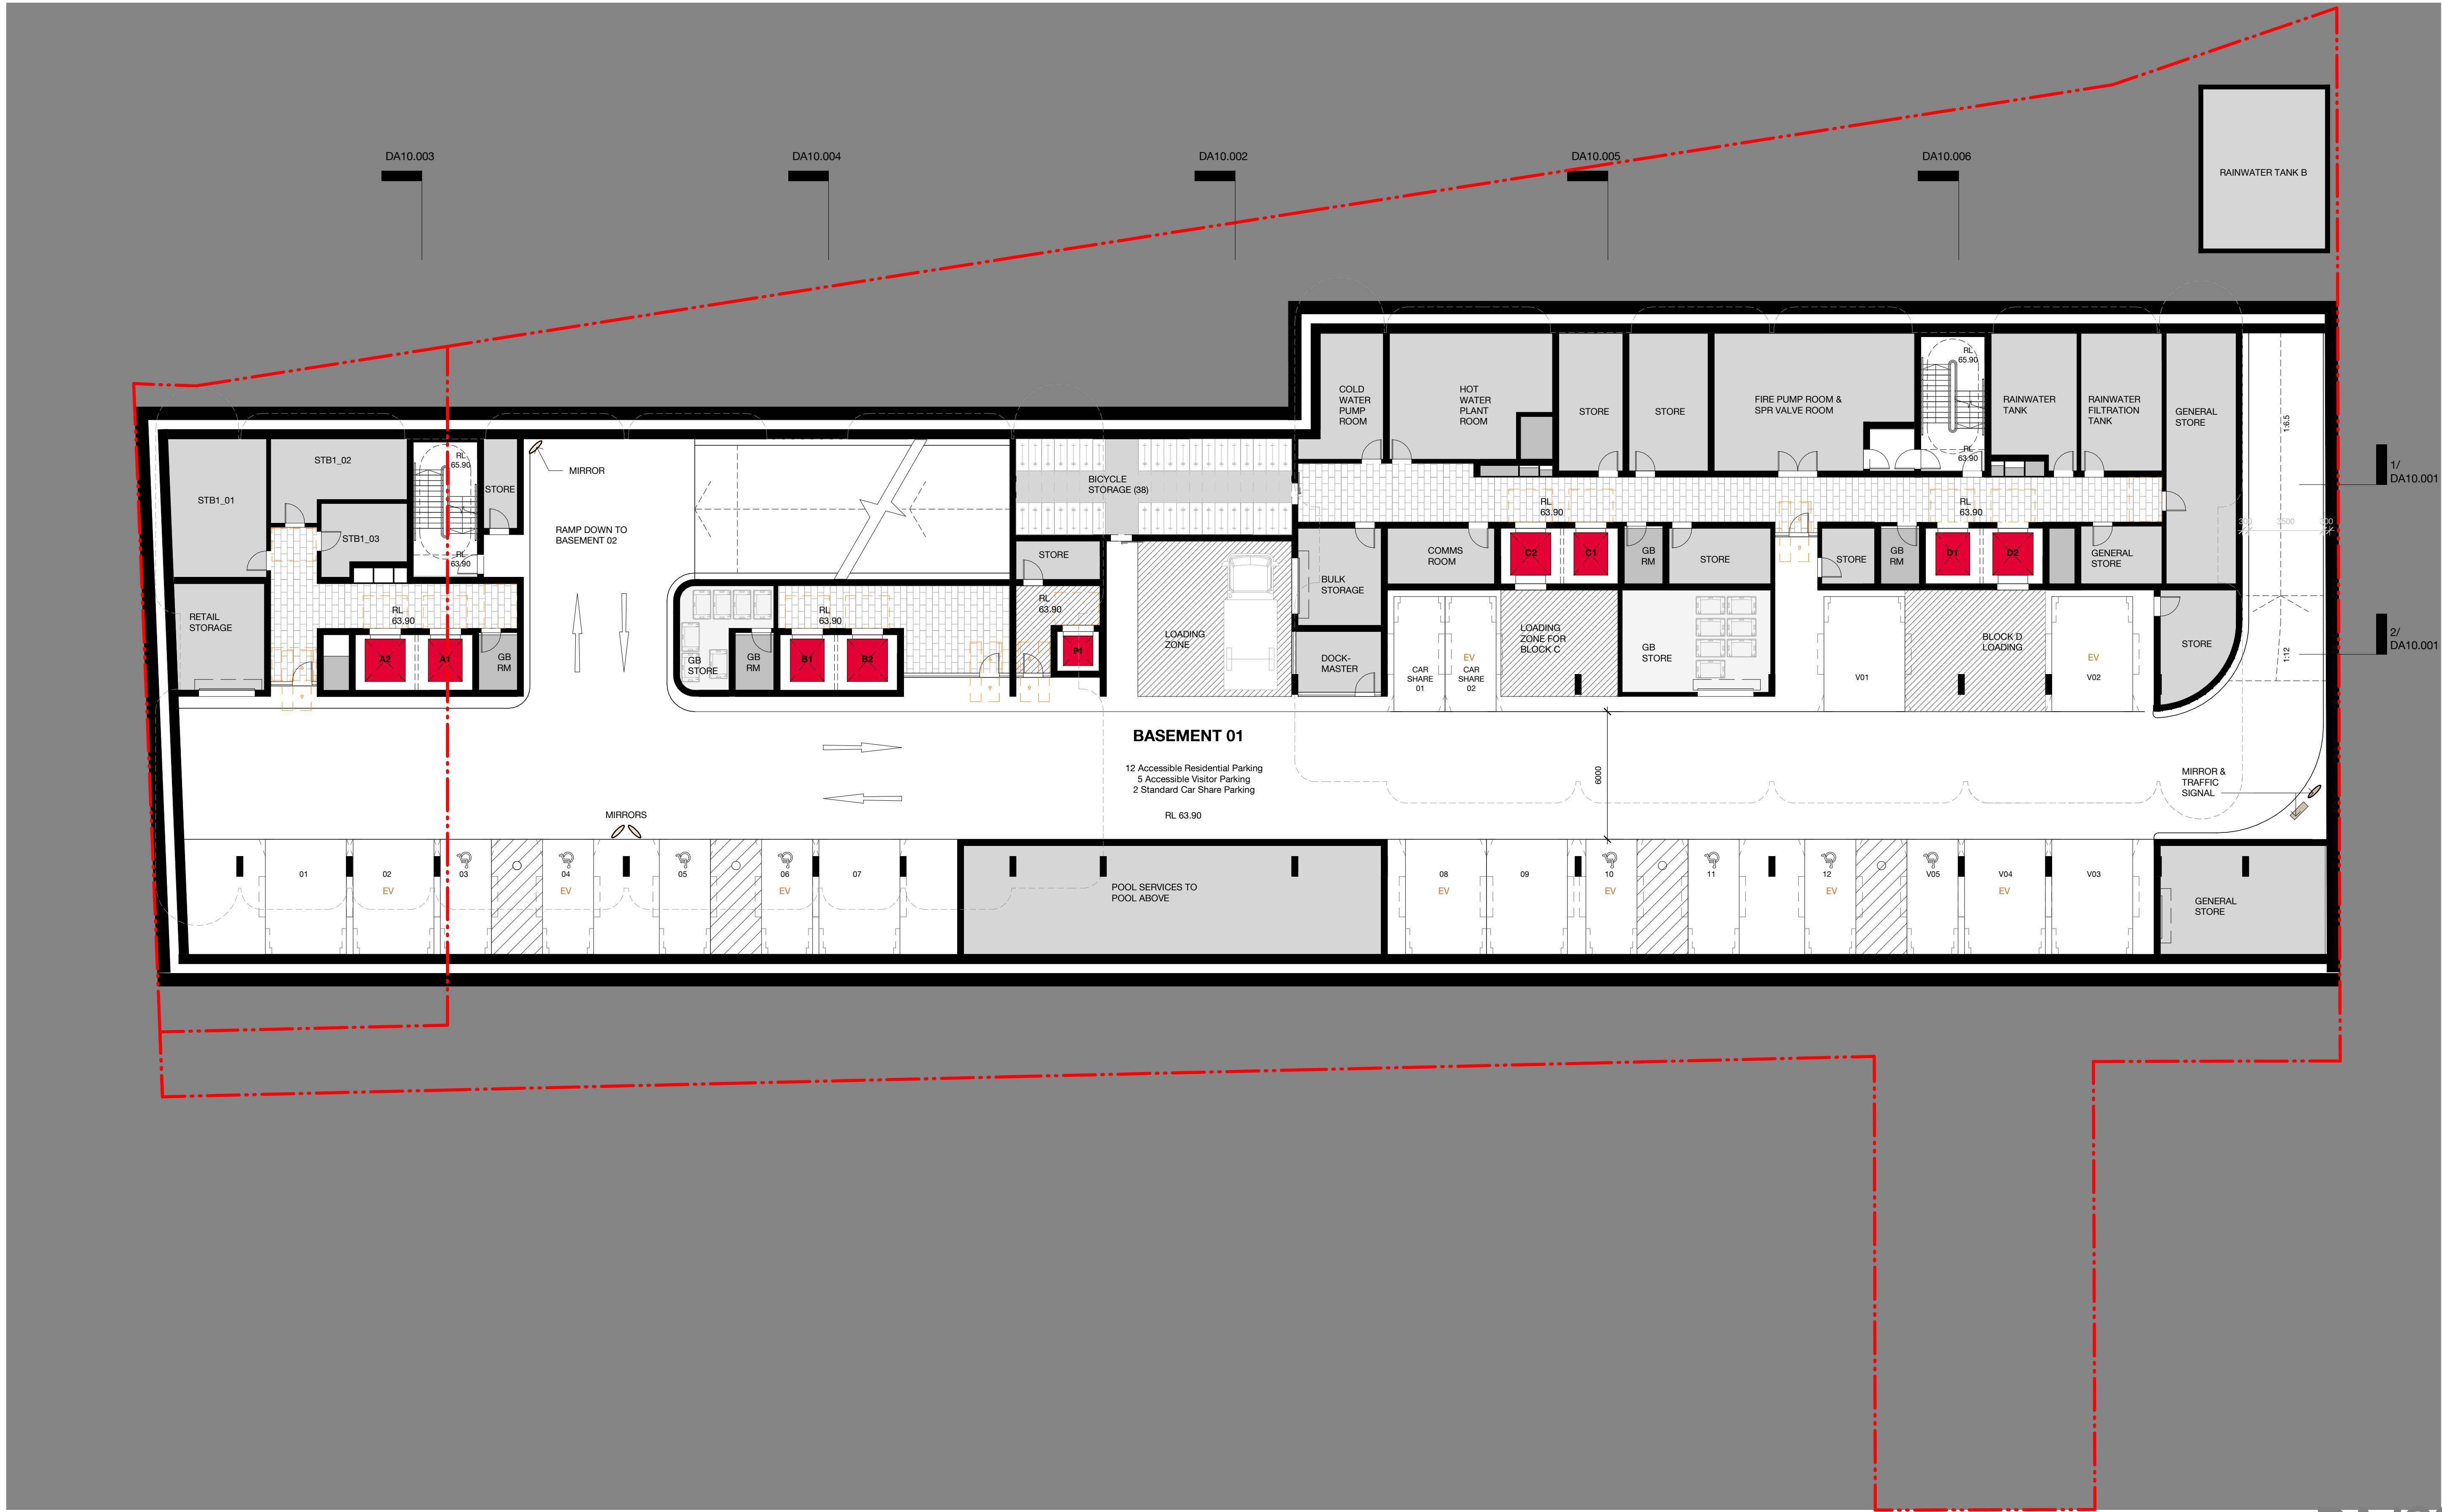 DA10.003
DA10.004
DA10.002
DA10.005
DA10.006
RAINWATER TANK B
COLD
WATER
PUMP
ROOM
HOT
WATER
PLANT
ROOM
STORE
STORE
FIRE PUMP ROOM &
SPR VALVE ROOM
RL
65.90
RL
63.90
RAINWATER
TANK
RAINWATER
FILTRATION
TANK
GENERAL
STORE
1:6.5
1/
DA10.001
STB1_01
STB1_02
STB1_03
RL
65.90
RL
63.90
STORE
MIRROR
RAMP DOWN TO
BASEMENT 02
BICYCLE
STORAGE (38)
RL
63.90
RL
63.90
300
3500
300
STORE
LOADING
ZONE
BULK
STORAGE
COMMS
ROOM
C2
C1
GB
RM
STORE
STORE
GB
RM
D1
D2
GENERAL
STORE
RETAIL
STORAGE
RL
63.90
A2
A1
GB
RM
GB
STORE
GB
RM
RL
63.90
B1
B2
RL
63.90
P1
DOCK-
MASTER
CAR
SHARE
01
EV
CAR
SHARE
02
LOADING
ZONE FOR
BLOCK C
GB
STORE
V01
BLOCK D
LOADING
EV
V02
STORE
1:12
2/
DA10.001
BASEMENT 01
12 Accessible Residential Parking
5 Accessible Visitor Parking
2 Standard Car Share Parking
RL 63.90
6000
MIRROR &
TRAFFIC
SIGNAL
MIRRORS
01
02
EV
03
04
EV
05
06
EV
07
POOL SERVICES TO
POOL ABOVE
08
EV
09
10
EV
11
12
EV
V05
V04
EV
V03
GENERAL
STORE